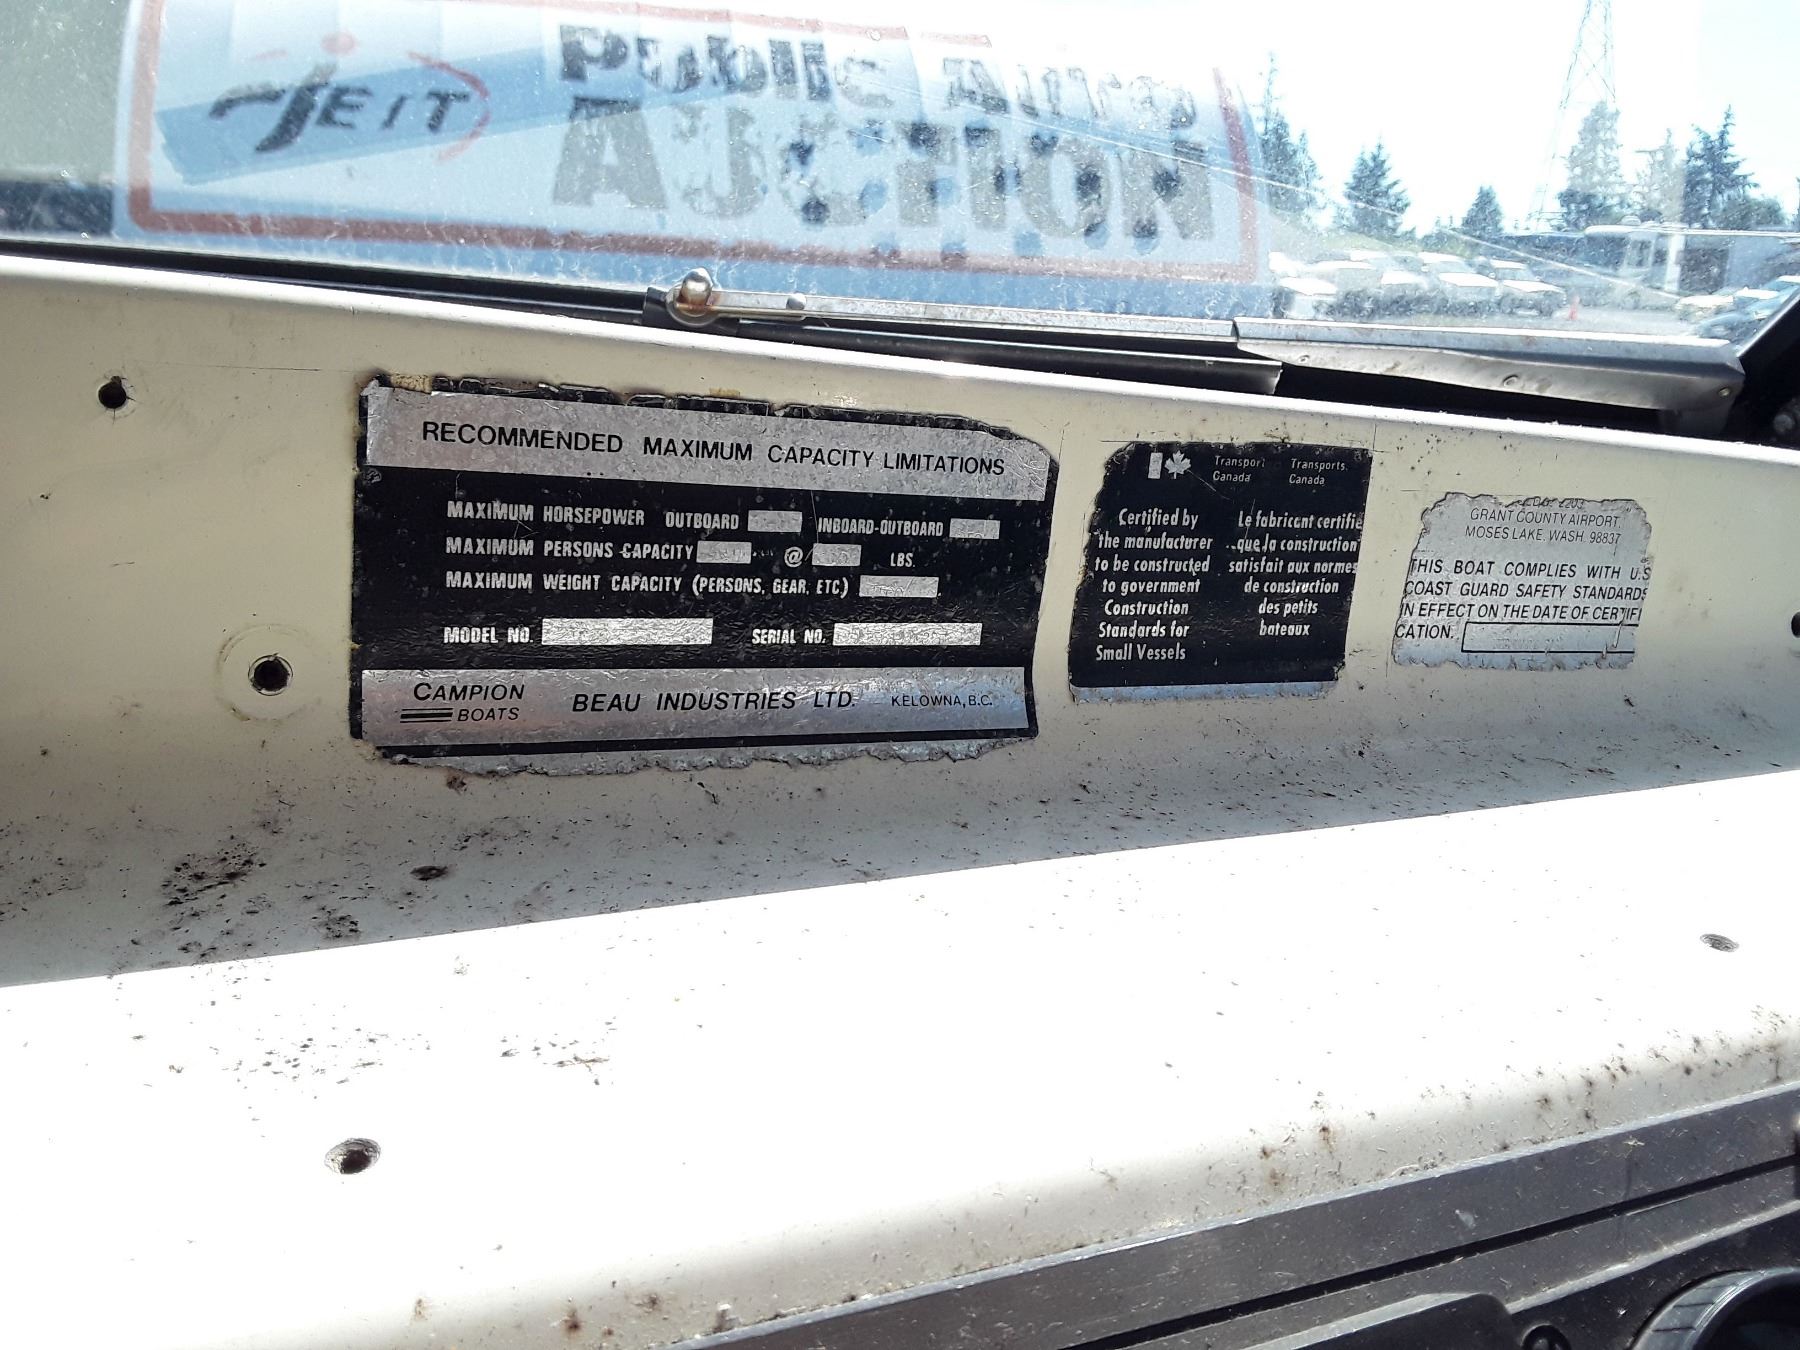 PUBLIC AUTO
AUCTION
RECOMMENDED MAXIMUM CAPACITY LIMITATIONS
MAXIMUM HORSEPOWER OUTBOARD INBOARD-OUTBOARD
MAXIMUM PERSONS CAPACITY @ LBS.
MAXIMUM WEIGHT CAPACITY (PERSONS, GEAR, ETC.)
MODEL NO. SERIAL NO.
CAMPION
BOATS
BEAU INDUSTRIES LTD. KELOWNA, B.C.
Transport
Canada
Transports
Canada
Certified by
the manufacturer
to be constructed
to government
Construction
Standards for
Small Vessels
Le fabricant certifie
que la construction
satisfait aux normes
de construction
des petits
bateaux
GRANT COUNTY AIRPORT
MOSES LAKE, WASH. 98837
THIS BOAT COMPLIES WITH U.S
COAST GUARD SAFETY STANDARDS
IN EFFECT ON THE DATE OF CERTIFI
CATION.